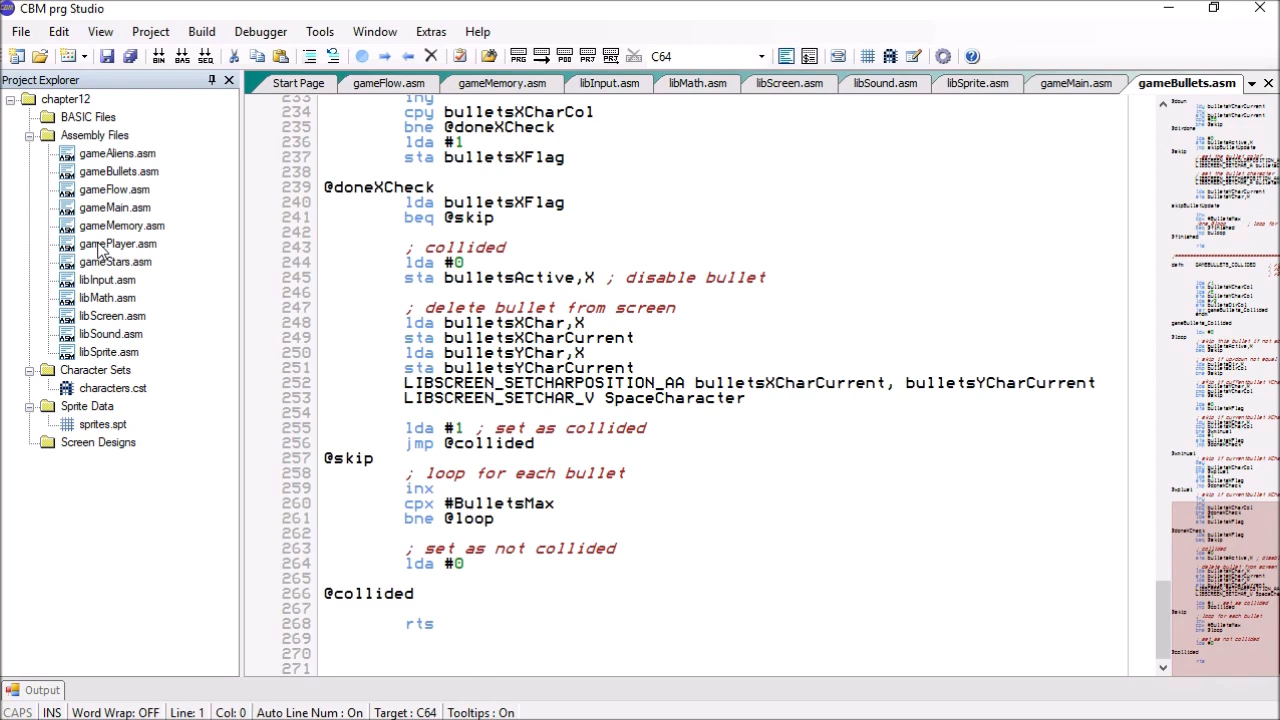 CBM prg Studio
File Edit View Project Build Debugger Tools Window Extras Help
BIN BAS SEQ PRG PRG C64
Project Explorer
Start Page gameFlow.asm gameMemory.asm libInput.asm libMath.asm libScreen.asm libSound.asm libSprite.asm gameMain.asm gameBullets.asm
chapter12
BASIC Files
Assembly Files
gameAliens.asm
gameBullets.asm
gameFlow.asm
gameMain.asm
gameMemory.asm
gamePlayer.asm
gameStars.asm
libInput.asm
libMath.asm
libScreen.asm
libSound.asm
libSprite.asm
Character Sets
characters.cst
Sprite Data
sprites.spt
Screen Designs
233 iny
234 cpy bulletsXCharCol
235 bne @doneXCheck
236 lda #1
237 sta bulletsXFlag
238
239 @doneXCheck
240 lda bulletsXFlag
241 beq @skip
242
243 ; collided
244 lda #0
245 sta bulletsActive,X ; disable bullet
246
247 ; delete bullet from screen
248 lda bulletsXChar,X
249 sta bulletsXCharCurrent
250 lda bulletsYChar,X
251 sta bulletsYCharCurrent
252 LIBSCREEN_SETCHARPOSITION_AA bulletsXCharCurrent, bulletsYCharCurrent
253 LIBSCREEN_SETCHAR_V SpaceCharacter
254
255 lda #1 ; set as collided
256 jmp @collided
257 @skip
258 ; loop for each bullet
259 inx
260 cpx #BulletsMax
261 bne @loop
262
263 ; set as not collided
264 lda #0
265
266 @collided
267
268 rts
269
270
271
Output
CAPS INS Word Wrap: OFF Line: 1 Col: 0 Auto Line Num : On Target: C64 Tooltips : On